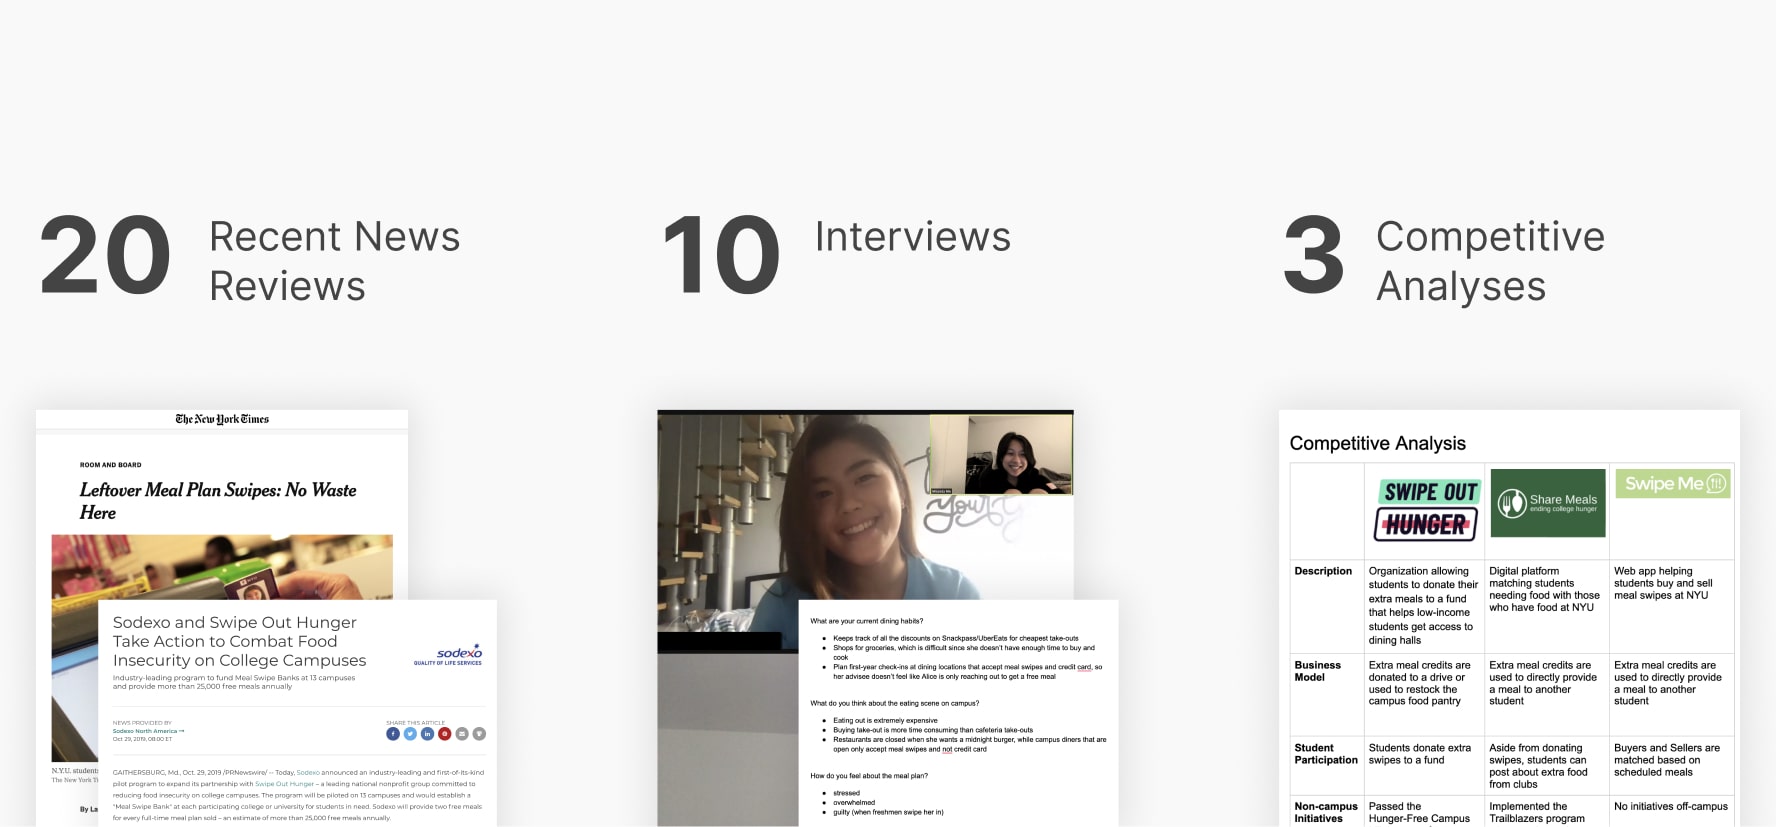 20
Recent News
Reviews
10
Interviews
3
Competitive
Analyses
The New York Times
ROOM AND BOARD
Leftover Meal Plan Swipes: No Waste
Here
N.Y.U. students
The New York Ti
By La
Sodexo and Swipe Out Hunger
Take Action to Combat Food
Insecurity on College Campuses
Industry-leading program to fund Meal Swipe Banks at 13 campuses
and provide more than 25,000 free meals annually
sodexo
QUALITY OF LIFE SERVICES
NEWS PROVIDED BY
Sodexo North America →
Oct 29, 2019, 08:00 ET
SHARE THIS ARTICLE
GAITHERSBURG, Md., Oct. 29, 2019 /PRNewswire/ -- Today, Sodexo announced an industry-leading and first-of-its-kind
pilot program to expand its partnership with Swipe Out Hunger – a leading national nonprofit group committed to
reducing food insecurity on college campuses. The program will be piloted on 13 campuses and would establish a
"Meal Swipe Bank" at each participating college or university for students in need. Sodexo will provide two free meals
for every full-time meal plan sold – an estimate of more than 25,000 free meals annually.
your
What are your current dining habits?
● Keeps track of all the discounts on Snackpass/UberEats for cheapest take-outs
● Shops for groceries, which is difficult since she doesn't have enough time to buy and
cook
● Plan first-year check-ins at dining locations that accept meal swipes and credit card, so
her advisee doesn't feel like Alice is only reaching out to get a free meal
What do you think about the eating scene on campus?
● Eating out is extremely expensive
● Buying take-out is more time consuming than cafeteria take-outs
● Restaurants are closed when she wants a midnight burger, while campus diners that are
open only accept meal swipes and not credit card
How do you feel about the meal plan?
● stressed
● overwhelmed
● guilty (when freshmen swipe her in)
Competitive Analysis
SWIPE OUT
HUNGER
Share Meals
ending college hunger
Swipe Me
Description
Organization allowing
students to donate their
extra meals to a fund
that helps low-income
students get access to
dining halls
Digital platform
matching students
needing food with those
who have food at NYU
Web app helping
students buy and sell
meal swipes at NYU
Business
Model
Extra meal credits are
donated to a drive or
used to restock the
campus food pantry
Extra meal credits are
used to directly provide
a meal to another
student
Extra meal credits are
used to directly provide
a meal to another
student
Student
Participation
Students donate extra
swipes to a fund
Aside from donating
swipes, students can
post about extra food
from clubs
Buyers and Sellers are
matched based on
scheduled meals
Non-campus
Initiatives
Passed the
Hunger-Free Campus
Implemented the
Trailblazers program
No initiatives off-campus